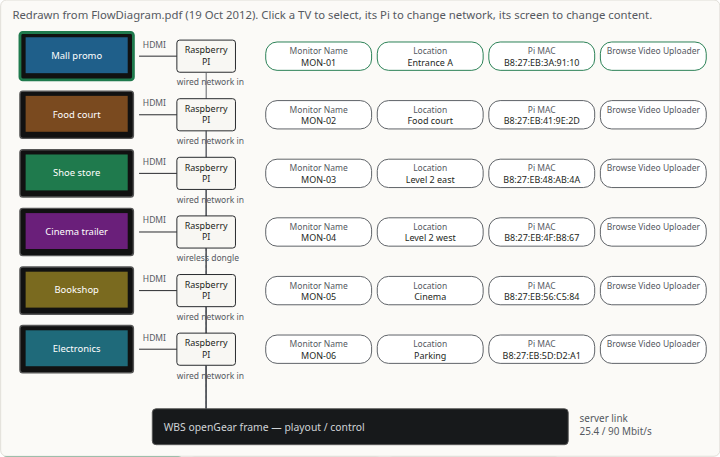 Redrawn from FlowDiagram.pdf (19 Oct 2012). Click a TV to select, its Pi to change network, its screen to change content.
Mall promo
HDMI
Raspberry
PI
wired network in
Monitor Name
MON-01
Location
Entrance A
Pi MAC
B8:27:EB:3A:91:10
Browse Video Uploader
Food court
HDMI
Raspberry
PI
wired network in
Monitor Name
MON-02
Location
Food court
Pi MAC
B8:27:EB:41:9E:2D
Browse Video Uploader
Shoe store
HDMI
Raspberry
PI
wired network in
Monitor Name
MON-03
Location
Level 2 east
Pi MAC
B8:27:EB:48:AB:4A
Browse Video Uploader
Cinema trailer
HDMI
Raspberry
PI
wireless dongle
Monitor Name
MON-04
Location
Level 2 west
Pi MAC
B8:27:EB:4F:B8:67
Browse Video Uploader
Bookshop
HDMI
Raspberry
PI
wired network in
Monitor Name
MON-05
Location
Cinema
Pi MAC
B8:27:EB:56:C5:84
Browse Video Uploader
Electronics
HDMI
Raspberry
PI
wired network in
Monitor Name
MON-06
Location
Parking
Pi MAC
B8:27:EB:5D:D2:A1
Browse Video Uploader
WBS openGear frame — playout / control
server link
25.4 / 90 Mbit/s